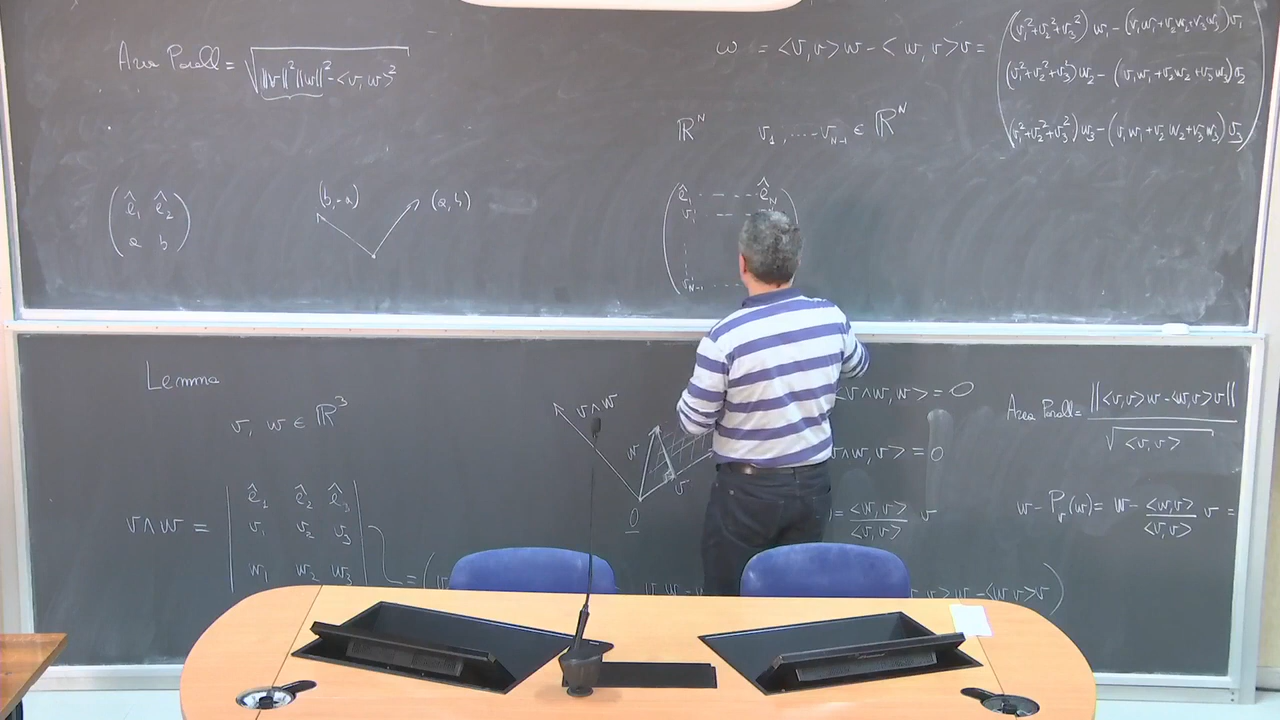 Area Parall = √(||v||² ||w||² - <v,w>²)
ω = <v,v>w - <w,v>v =
(v₁²+v₂²+v₃²) w₁ - (v₁w₁+v₂w₂+v₃w₃)v₁
(v₁²+v₂²+v₃²)w₂ - (v₁w₁+v₂w₂+v₃w₃)v₂
(v₁²+v₂²+v₃²)w₃ - (v₁w₁+v₂w₂+v₃w₃)v₃
ℝᴺ v₁, ....v_{N-1} ∈ ℝᴺ
ê₁ ê₂
a b
(b,-a) (a,b)
ê₁ - - - - ê_N
v₁ - -
v_{N-1} ...
Lemma
v, w ∈ ℝ³
v∧w =
ê₁ ê₂ ê₃
v₁ v₂ v₃
w₁ w₂ w₃
=
v∧w
w
v
0
<v∧w,w> = 0
v∧w,v> = 0
= <w,v>/<v,v> v
v>w - <w,v>v
Area Parall = ||<v,v>w - <w,v>v|| / √<v,v>
w - P_v(w) = w - <w,v>/<v,v> v =